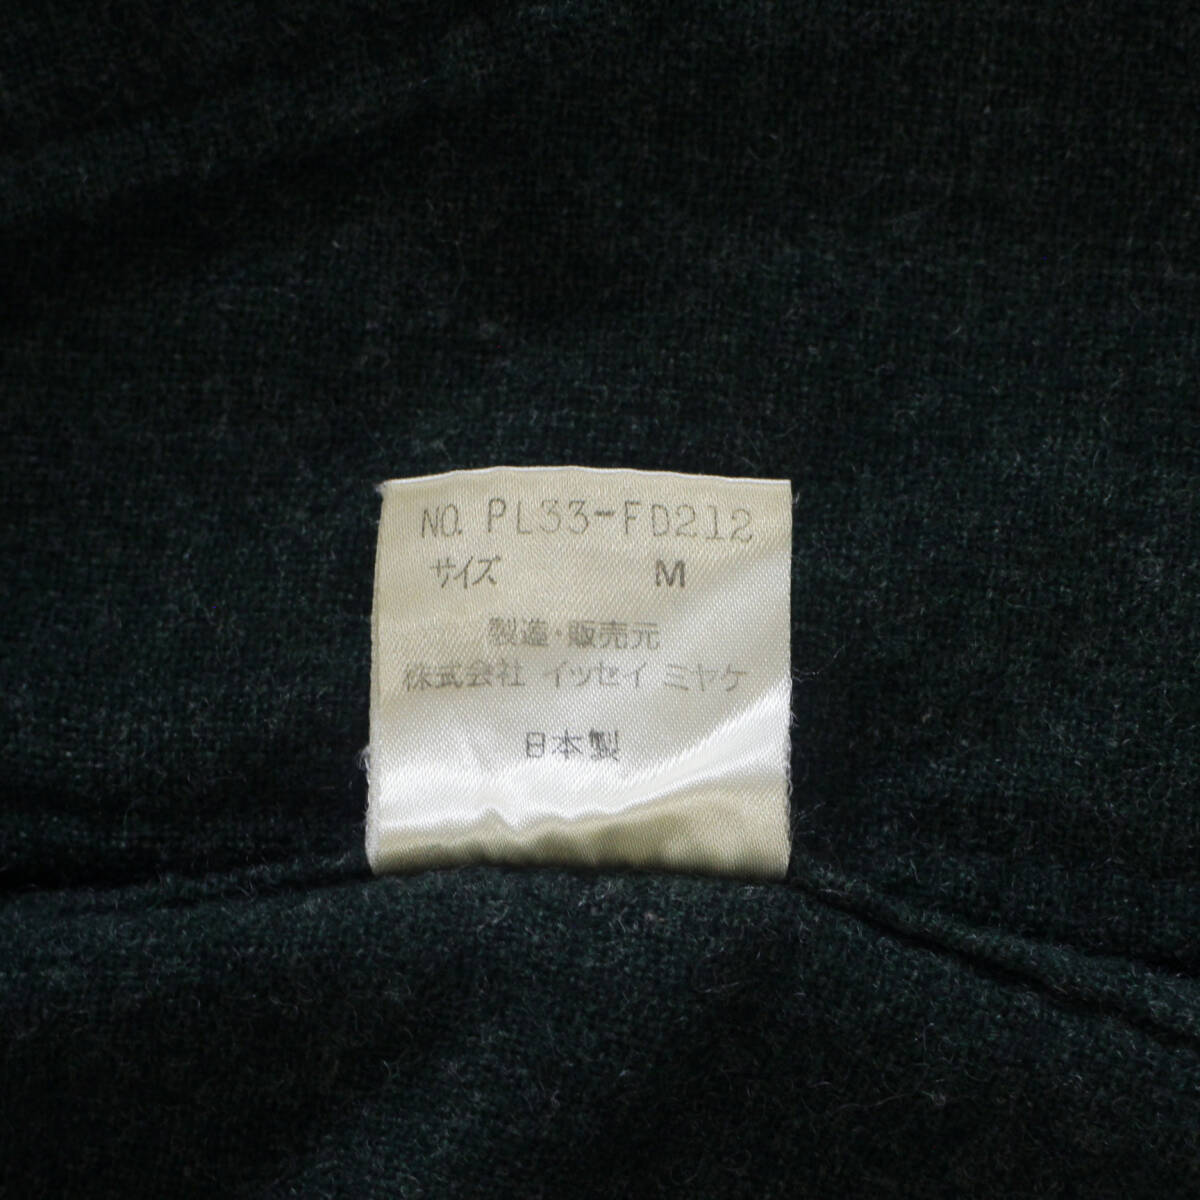 NO. PL33-FD212
サイズ M
製造・販売元
株式会社 イッセイ ミヤケ
日本製